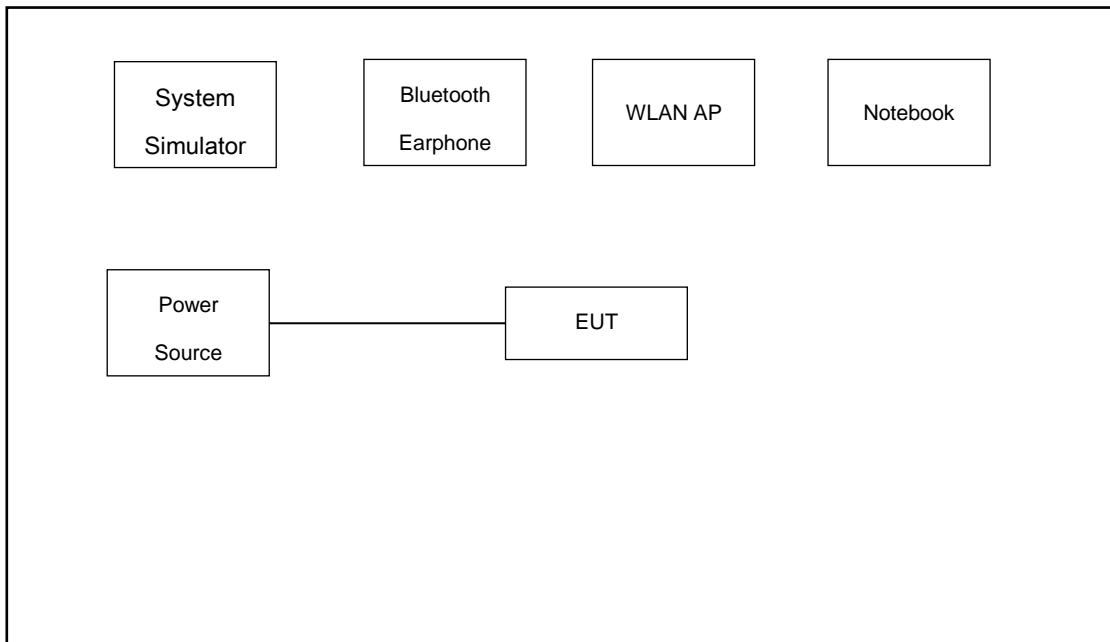 System
Simulator
Bluetooth
Earphone
WLAN AP
Notebook
Power
Source
EUT